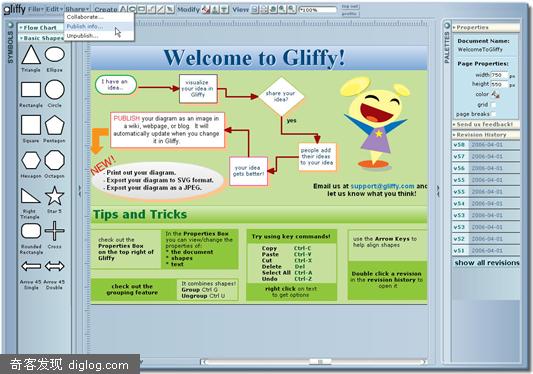 gliffy File Edit Share Create Modify View 100% log out my gliffy
Collaborate...
Publish info...
Unpublish...
SYMBOLS
Flow Chart
Basic Shapes
Triangle Ellipse
Rectangle Circle
Square Pentagon
Hexagon Octagon
Right
Triangle Star 5
Rounded
Rectangle Cross
Arrow 45
Single Arrow 45
Double
Welcome to Gliffy!
I have an
idea...
visualize
your idea in
Gliffy
share your
idea?
yes
people add
their ideas to
your idea
your idea
gets better!
PUBLISH your diagram as an image in
a wiki, webpage, or blog. It will
automatically update when you
change it in Gliffy.
NEW!
- Print out your diagram.
- Export your diagram to SVG format.
- Export your diagram as a JPEG.
Email us at support@gliffy.com and
let us know what you think!
Tips and Tricks
check out the
Properties Box
on the top right of
Gliffy
In the Properties Box
you can view/change the
properties of:
* the document
* shapes
* text
Try using key commands!
Copy Ctrl-C
Paste Ctrl-V
Cut Ctrl-X
Delete Del
Select All Ctrl-A
Undo Ctrl-Z
right click on text
to get options
use the Arrow Keys to
help align shapes
Double click a revision
in the revision history to
open it
check out the
grouping feature
It combines shapes!
Group Ctrl G
Ungroup Ctrl U
PALETTES
Properties
Document Name:
WelcomeToGliffy
Page Properties:
width 750 px
height 550 px
color
grid
page breaks
Send us feedback!
Revision History
v58 2006-04-01
v57 2006-04-01
v56 2006-04-01
v55 2006-04-01
v54 2006-04-01
v53 2006-04-01
v52 2006-04-01
v51 2006-04-01
show all revisions
奇客发现 diglog.com